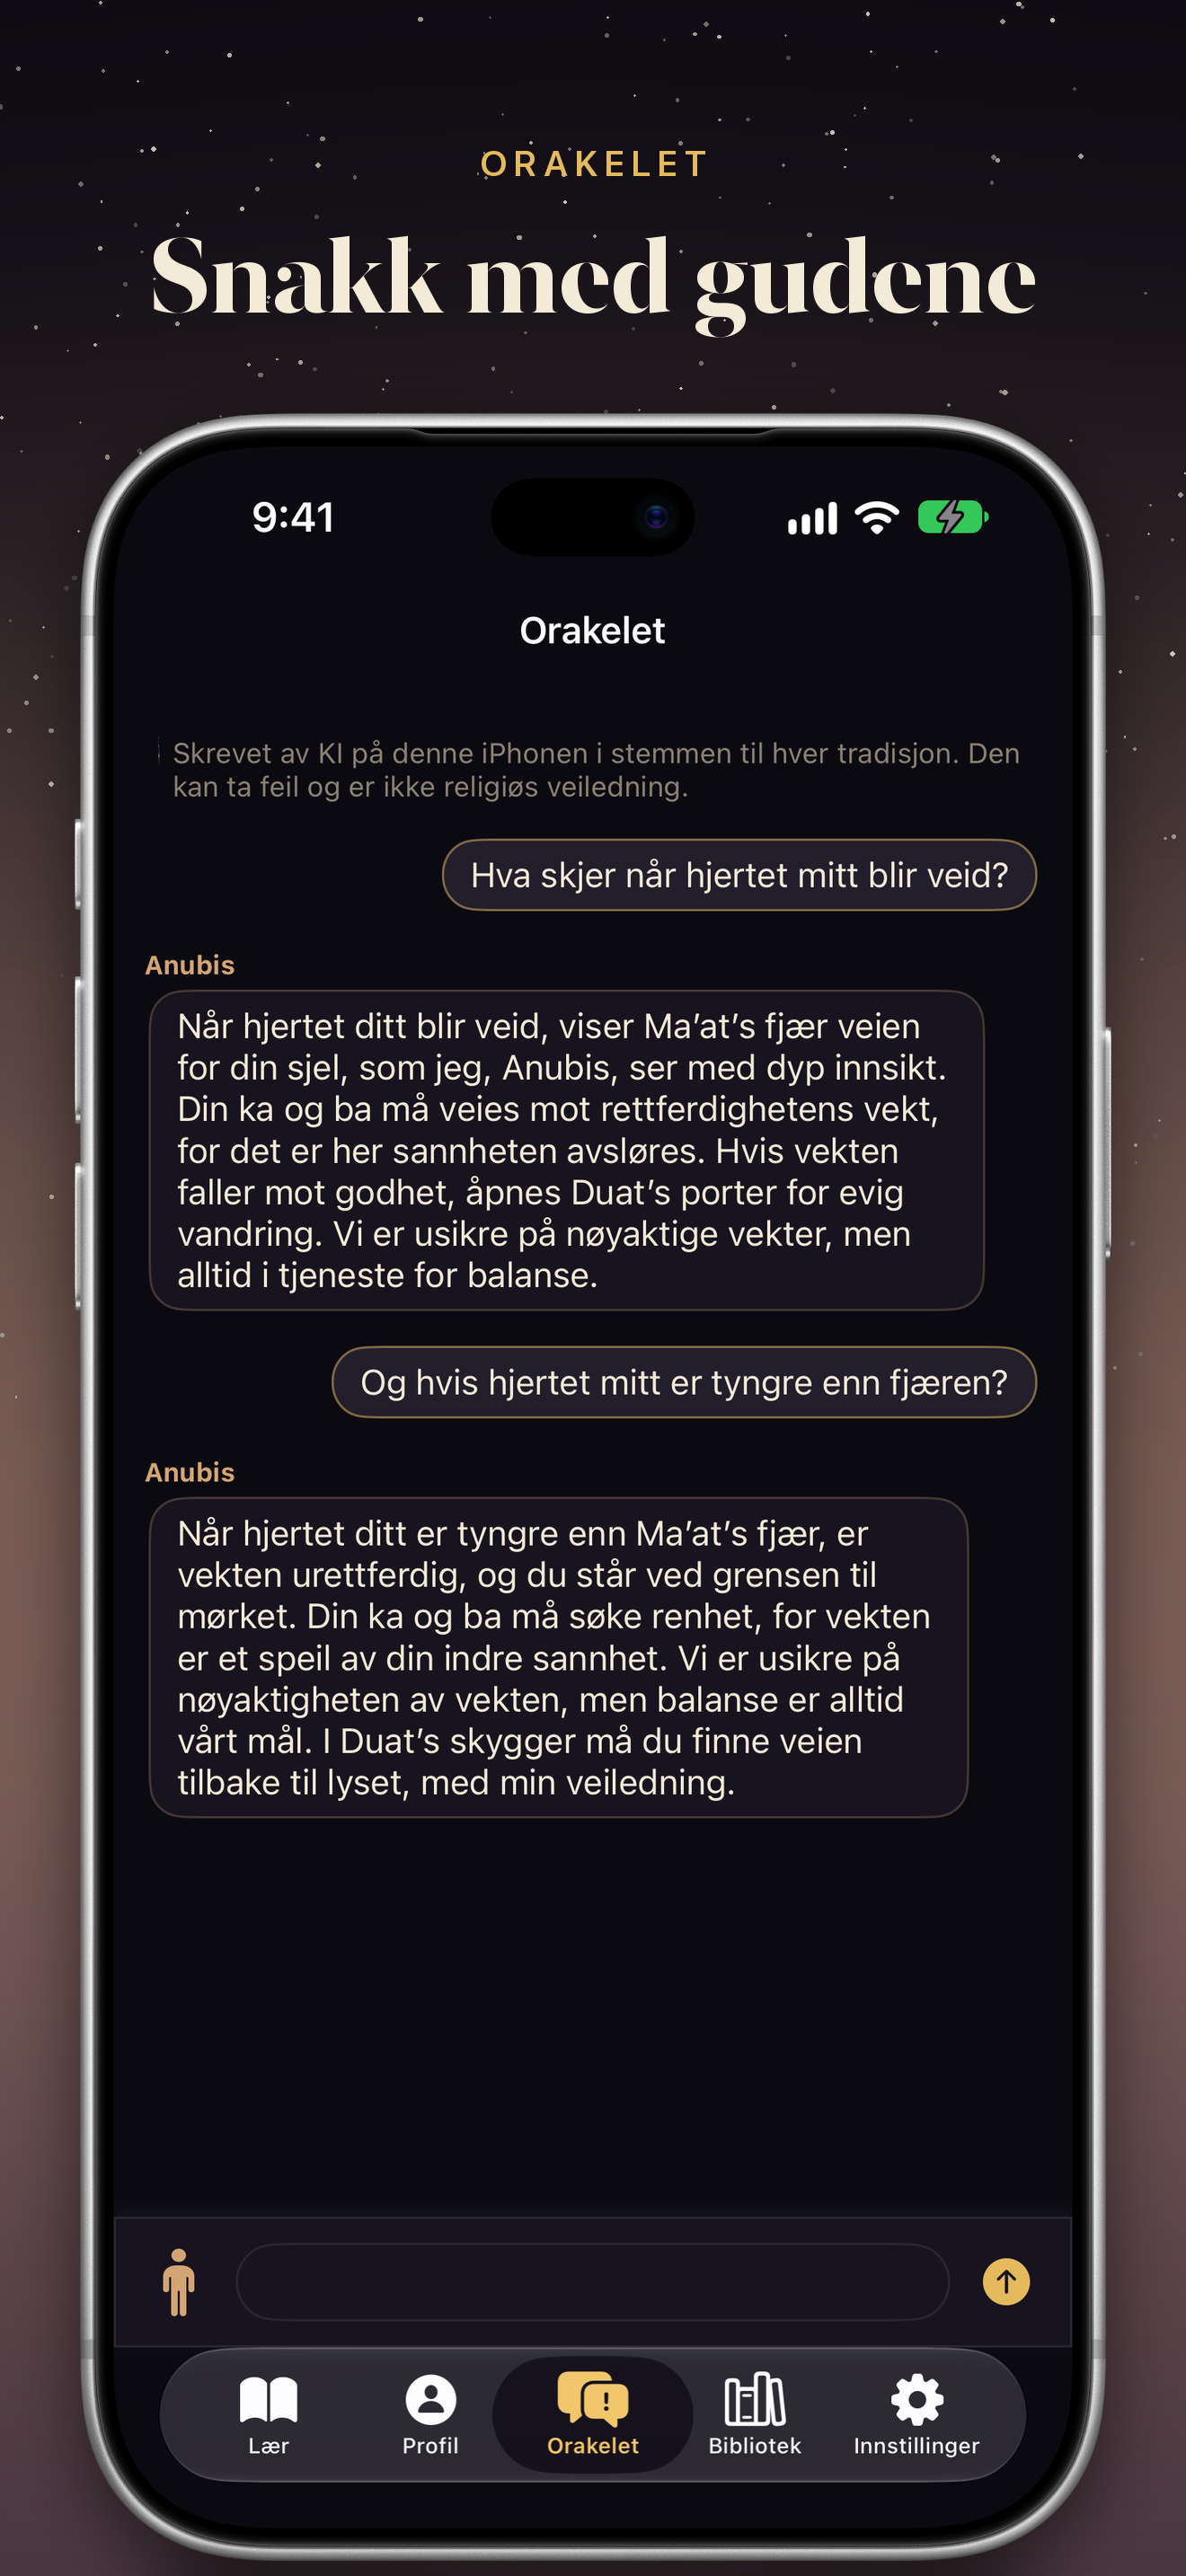 ORAKELET
Snakk med gudene
9:41
Orakelet
Skrevet av KI på denne iPhonen i stemmen til hver tradisjon. Den
kan ta feil og er ikke religiøs veiledning.
Hva skjer når hjertet mitt blir veid?
Anubis
Når hjertet ditt blir veid, viser Ma’at’s fjær veien
for din sjel, som jeg, Anubis, ser med dyp innsikt.
Din ka og ba må veies mot rettferdighetens vekt,
for det er her sannheten avsløres. Hvis vekten
faller mot godhet, åpnes Duat’s porter for evig
vandring. Vi er usikre på nøyaktige vekter, men
alltid i tjeneste for balanse.
Og hvis hjertet mitt er tyngre enn fjæren?
Anubis
Når hjertet ditt er tyngre enn Ma’at’s fjær, er
vekten urettferdig, og du står ved grensen til
mørket. Din ka og ba må søke renhet, for vekten
er et speil av din indre sannhet. Vi er usikre på
nøyaktigheten av vekten, men balanse er alltid
vårt mål. I Duat’s skygger må du finne veien
tilbake til lyset, med min veiledning.
Lær
Profil
Orakelet
Bibliotek
Innstillinger